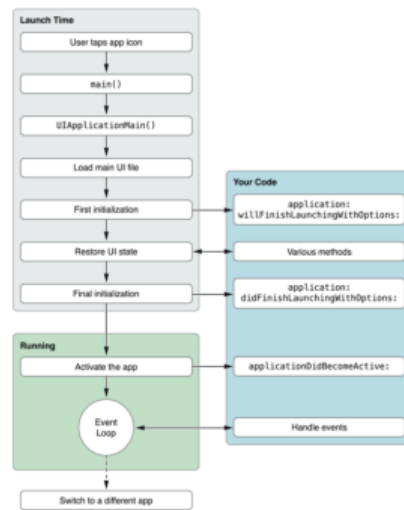 Launch Time
User taps app icon
main()
UIApplicationMain()
Load main UI file
First initialization
Restore UI state
Final initialization
Your Code
application:
willFinishLaunchingWithOptions:
Various methods
application:
didFinishLaunchingWithOptions:
applicationDidBecomeActive:
Handle events
Running
Activate the app
Event
Loop
Switch to a different app